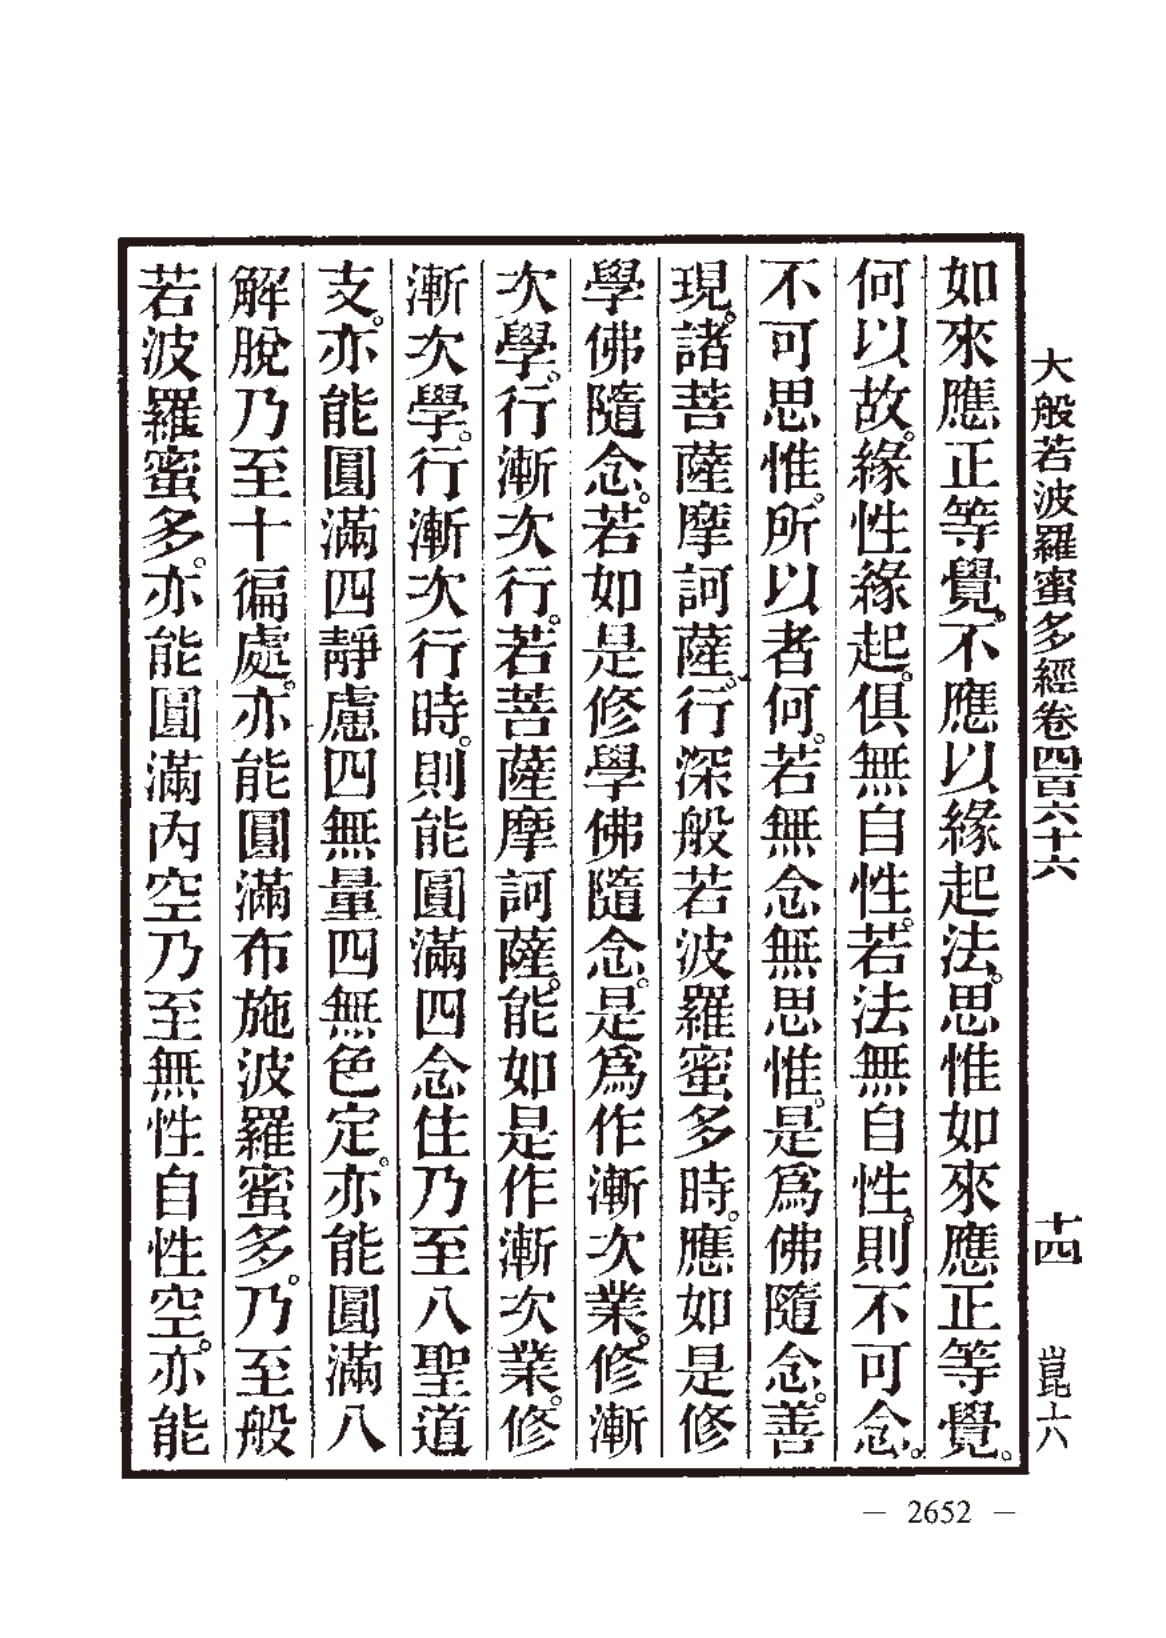 大般若波羅蜜多經卷四百六十六　十四　崑六
如來應正等覺。不應以緣起法。思惟如來應正等覺。
何以故。緣性緣起。俱無自性。若法無自性。則不可念。
不可思惟。所以者何。若無念無思惟。是爲佛隨念。善
現。諸菩薩摩訶薩。行深般若波羅蜜多時。應如是修
學佛隨念。若如是修學佛隨念。是爲作漸次業。修漸
次學。行漸次行。若菩薩摩訶薩。能如是作漸次業。修
漸次學。行漸次行時。則能圓滿四念住乃至八聖道
支。亦能圓滿四靜慮四無量四無色定。亦能圓滿八
解脫乃至十徧處。亦能圓滿布施波羅蜜多。乃至般
若波羅蜜多。亦能圓滿內空乃至無性自性空。亦能
— 2652 —